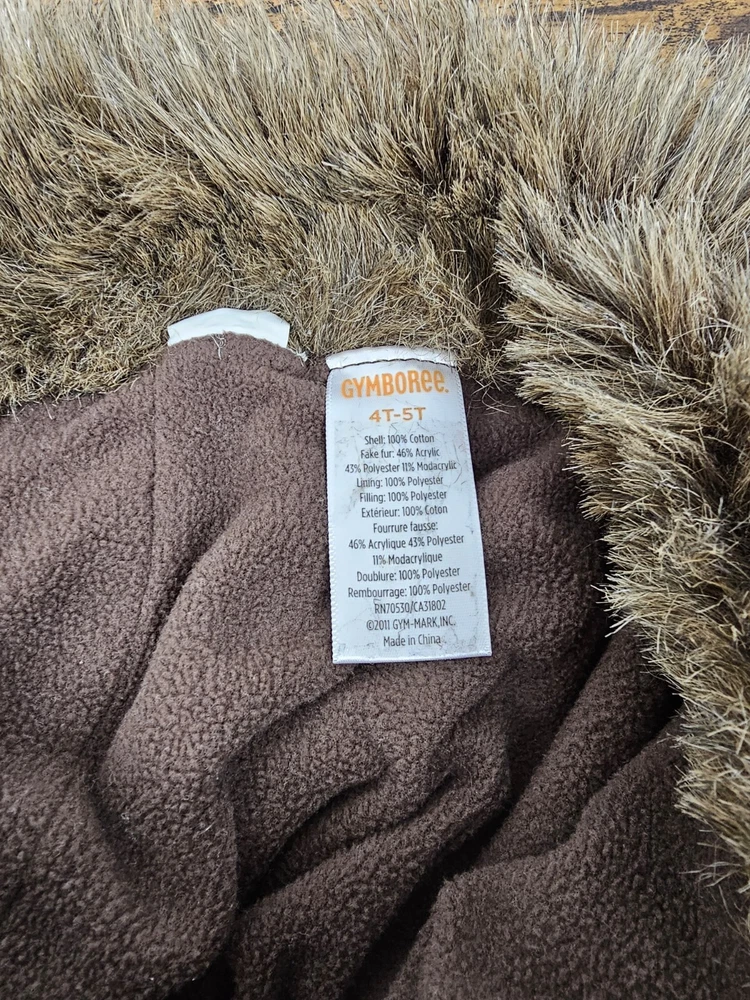 GYMBOREE.
4T-5T
Shell: 100% Cotton
Fake fur: 46% Acrylic
43% Polyester 11% Modacrylic
Lining: 100% Polyester
Filling: 100% Polyester
Extérieur: 100% Coton
Fourrure fausse:
46% Acrylique 43% Polyester
11% Modacrylique
Doublure: 100% Polyester
Rembourrage: 100% Polyester
RN70530/CA31802
©2011 GYM-MARK,INC.
Made in China